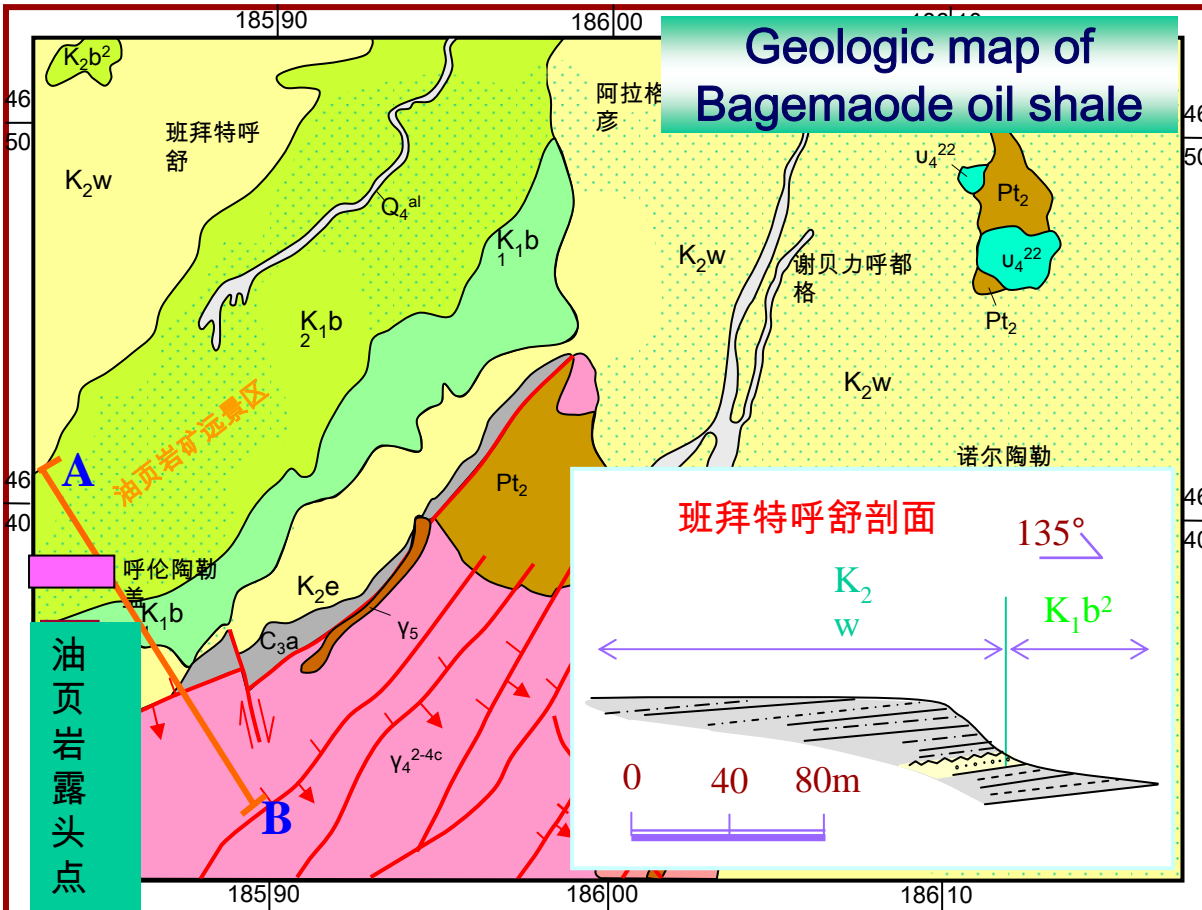 185 90
186 00
Geologic map of
Bagemaode oil shale
K₂b²
46
50
46
50
阿拉格
彦
班拜特呼
舒
K₂w
Q₄ᵃˡ
υ₄²²
Pt₂
K₁b
1
K₂w
谢贝力呼都
格
υ₄²²
Pt₂
K₁b
2
K₂w
油页岩矿远景区
A
46
40
46
40
Pt₂
诺尔陶勒
班拜特呼舒剖面
135°
呼伦陶勒
盖
K₂e
K₂
w
K₁b²
K₁b
C₃a
γ₅
油
页
岩
露
头
点
γ₄²⁻⁴ᶜ
0
40
80m
B
185 90
186 00
186 10